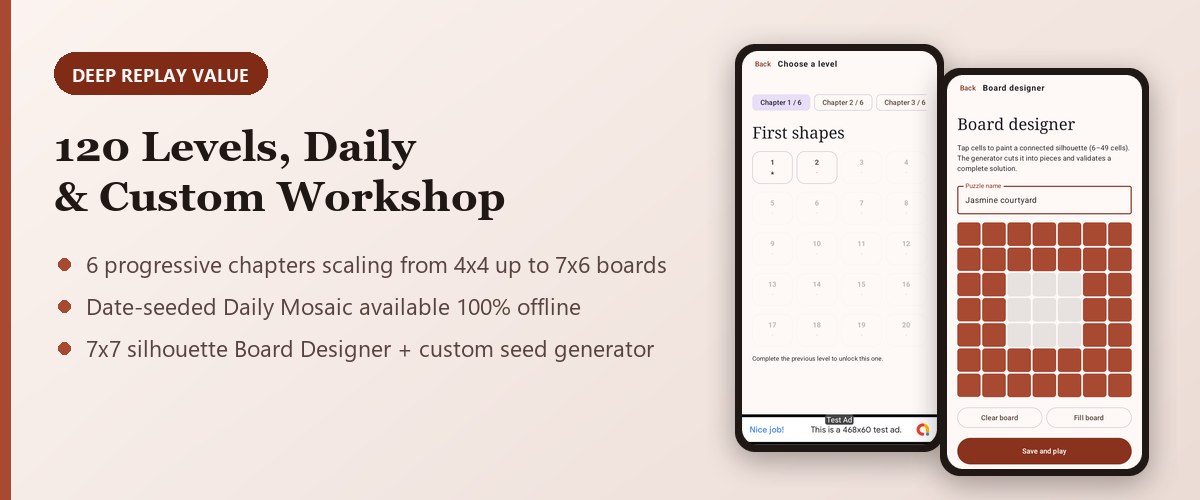 DEEP REPLAY VALUE
120 Levels, Daily
& Custom Workshop
6 progressive chapters scaling from 4x4 up to 7x6 boards
Date-seeded Daily Mosaic available 100% offline
7x7 silhouette Board Designer + custom seed generator
Back Choose a level
Chapter 1 / 6 Chapter 2 / 6 Chapter 3 / 6
First shapes
1 2 3 4
5 6 7 8
9 10 11 12
13 14 15 16
17 18 19 20
Complete the previous level to unlock this one.
Test Ad
Nice job! This is a 468x60 test ad.
Back Board designer
Board designer
Tap cells to paint a connected silhouette (6–49 cells).
The generator cuts it into pieces and validates a
complete solution.
Puzzle name
Jasmine courtyard
Clear board Fill board
Save and play